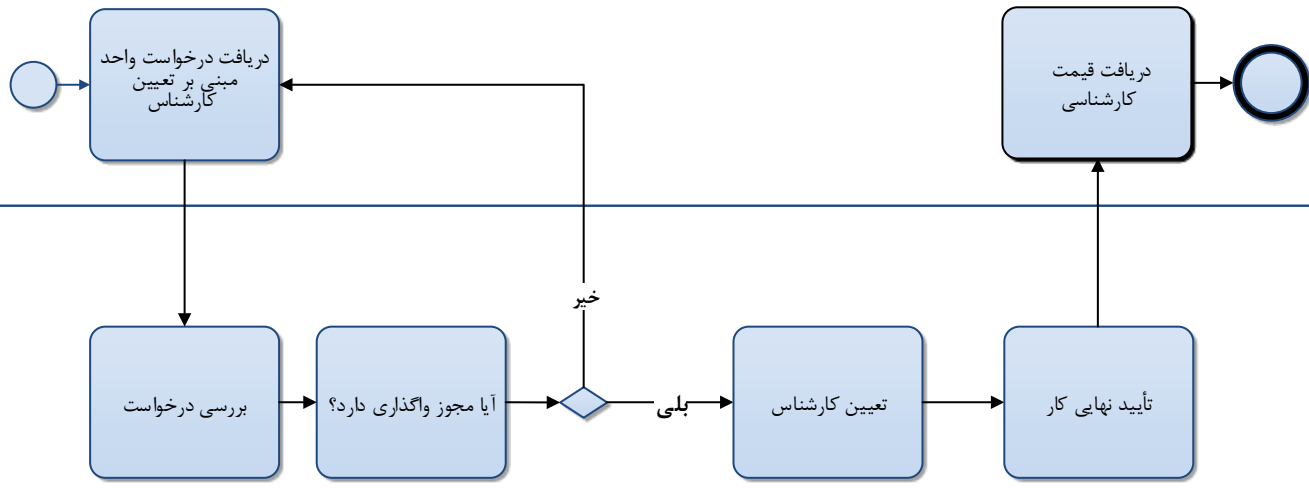 دریافت درخواست واحد
مبنی بر تعیین
کارشناس
دریافت قیمت
کارشناسی
خیر
بررسی درخواست
آیا مجوز واگذاری دارد؟
بلی
تعیین کارشناس
تأیید نهایی کار